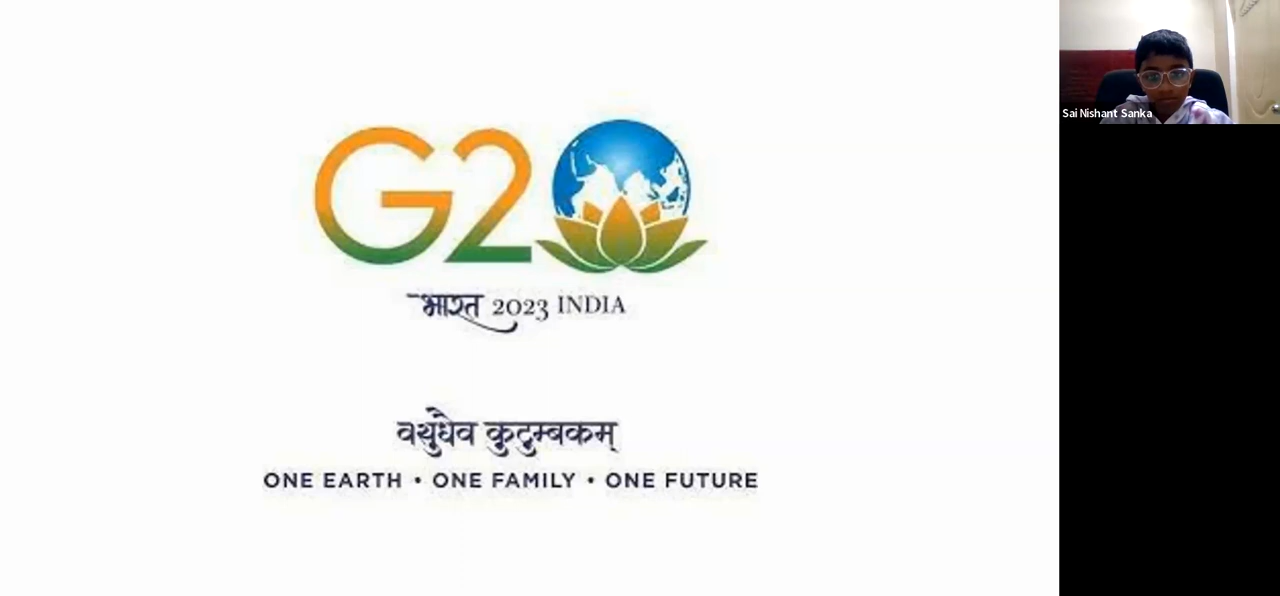 G20
भारत 2023 INDIA
वसुधैव कुटुम्बकम्
ONE EARTH • ONE FAMILY • ONE FUTURE
Sai Nishant Sanka